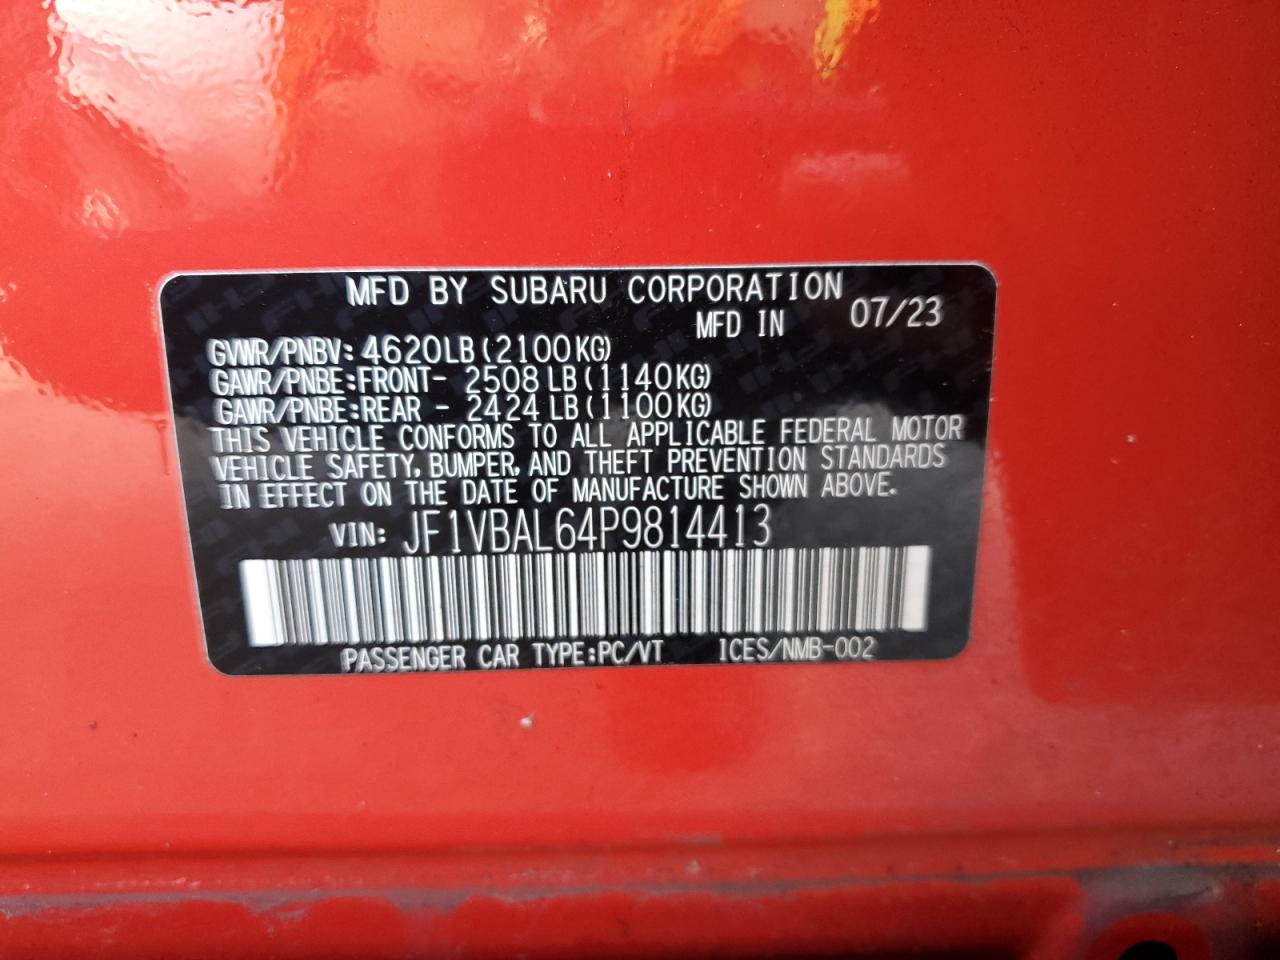 MFD BY SUBARU CORPORATION
MFD IN 07/23
GVWR/PNBV: 4620LB (2100KG)
GAWR/PNBE: FRONT- 2508 LB (1140KG)
GAWR/PNBE: REAR - 2424 LB (1100KG)
THIS VEHICLE CONFORMS TO ALL APPLICABLE FEDERAL MOTOR
VEHICLE SAFETY, BUMPER, AND THEFT PREVENTION STANDARDS
IN EFFECT ON THE DATE OF MANUFACTURE SHOWN ABOVE.
VIN: JF1VBAL64P9814413
PASSENGER CAR TYPE:PC/VT ICES/NMB-002